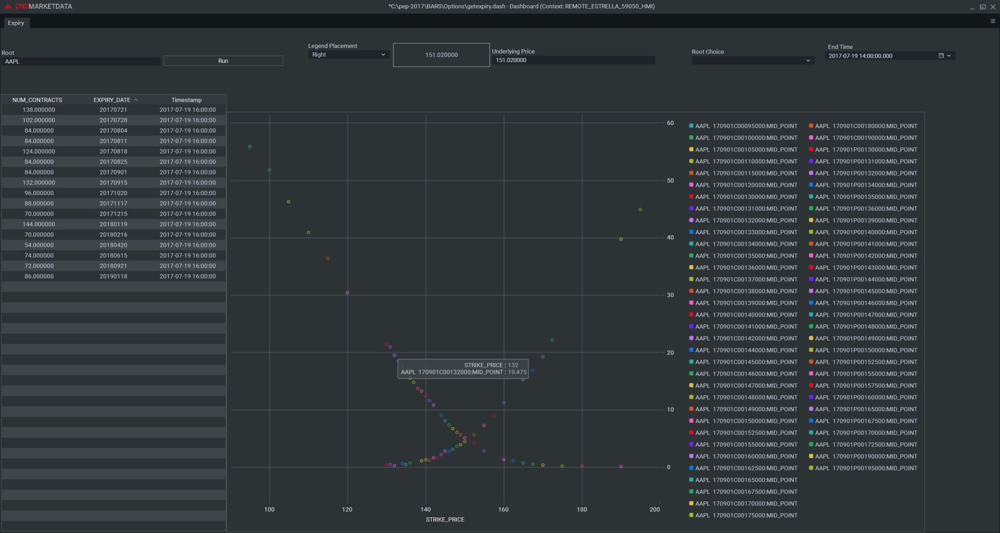 ONEMARKETDATA
*C:\pep-2017\BARS\Options\getexpiry.dash - Dashboard (Context: REMOTE_ESTRELLA_59050_HMI)
Expiry
Root
AAPL
Run
Legend Placement
Right
151.020000
Underlying Price
151.020000
Root Choice
End Time
2017-07-19 14:00:00.000
NUM_CONTRACTS EXPIRY_DATE Timestamp
138.000000 20170721 2017-07-19 16:00:00
102.000000 20170728 2017-07-19 16:00:00
84.000000 20170804 2017-07-19 16:00:00
84.000000 20170811 2017-07-19 16:00:00
124.000000 20170818 2017-07-19 16:00:00
84.000000 20170825 2017-07-19 16:00:00
84.000000 20170901 2017-07-19 16:00:00
132.000000 20170915 2017-07-19 16:00:00
96.000000 20171020 2017-07-19 16:00:00
88.000000 20171117 2017-07-19 16:00:00
70.000000 20171215 2017-07-19 16:00:00
144.000000 20180119 2017-07-19 16:00:00
70.000000 20180216 2017-07-19 16:00:00
54.000000 20180420 2017-07-19 16:00:00
74.000000 20180615 2017-07-19 16:00:00
72.000000 20180921 2017-07-19 16:00:00
86.000000 20190118 2017-07-19 16:00:00
60
50
40
30
20
10
0
STRIKE_PRICE : 132
AAPL 170901C00132000:MID_POINT : 19.475
100 120 140 160 180 200
STRIKE_PRICE
AAPL 170901C00095000:MID_POINT
AAPL 170901C00100000:MID_POINT
AAPL 170901C00105000:MID_POINT
AAPL 170901C00110000:MID_POINT
AAPL 170901C00115000:MID_POINT
AAPL 170901C00120000:MID_POINT
AAPL 170901C00130000:MID_POINT
AAPL 170901C00131000:MID_POINT
AAPL 170901C00132000:MID_POINT
AAPL 170901C00133000:MID_POINT
AAPL 170901C00134000:MID_POINT
AAPL 170901C00135000:MID_POINT
AAPL 170901C00136000:MID_POINT
AAPL 170901C00137000:MID_POINT
AAPL 170901C00138000:MID_POINT
AAPL 170901C00139000:MID_POINT
AAPL 170901C00140000:MID_POINT
AAPL 170901C00141000:MID_POINT
AAPL 170901C00142000:MID_POINT
AAPL 170901C00144000:MID_POINT
AAPL 170901C00145000:MID_POINT
AAPL 170901C00146000:MID_POINT
AAPL 170901C00147000:MID_POINT
AAPL 170901C00148000:MID_POINT
AAPL 170901C00149000:MID_POINT
AAPL 170901C00150000:MID_POINT
AAPL 170901C00152500:MID_POINT
AAPL 170901C00155000:MID_POINT
AAPL 170901C00160000:MID_POINT
AAPL 170901C00162500:MID_POINT
AAPL 170901C00165000:MID_POINT
AAPL 170901C00167500:MID_POINT
AAPL 170901C00170000:MID_POINT
AAPL 170901C00175000:MID_POINT
AAPL 170901C00180000:MID_POINT
AAPL 170901C00190000:MID_POINT
AAPL 170901P00130000:MID_POINT
AAPL 170901P00131000:MID_POINT
AAPL 170901P00132000:MID_POINT
AAPL 170901P00134000:MID_POINT
AAPL 170901P00135000:MID_POINT
AAPL 170901P00136000:MID_POINT
AAPL 170901P00139000:MID_POINT
AAPL 170901P00140000:MID_POINT
AAPL 170901P00141000:MID_POINT
AAPL 170901P00142000:MID_POINT
AAPL 170901P00143000:MID_POINT
AAPL 170901P00144000:MID_POINT
AAPL 170901P00145000:MID_POINT
AAPL 170901P00146000:MID_POINT
AAPL 170901P00147000:MID_POINT
AAPL 170901P00148000:MID_POINT
AAPL 170901P00149000:MID_POINT
AAPL 170901P00150000:MID_POINT
AAPL 170901P00152500:MID_POINT
AAPL 170901P00155000:MID_POINT
AAPL 170901P00157500:MID_POINT
AAPL 170901P00160000:MID_POINT
AAPL 170901P00165000:MID_POINT
AAPL 170901P00167500:MID_POINT
AAPL 170901P00170000:MID_POINT
AAPL 170901P00172500:MID_POINT
AAPL 170901P00190000:MID_POINT
AAPL 170901P00195000:MID_POINT